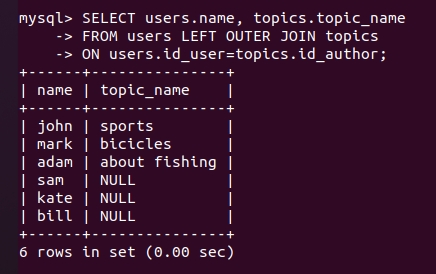 mysql> SELECT users.name, topics.topic_name
    -> FROM users LEFT OUTER JOIN topics
    -> ON users.id_user=topics.id_author;
+------+---------------+
| name | topic_name    |
+------+---------------+
| john | sports        |
| mark | bicicles      |
| adam | about fishing |
| sam  | NULL          |
| kate | NULL          |
| bill | NULL          |
+------+---------------+
6 rows in set (0.00 sec)